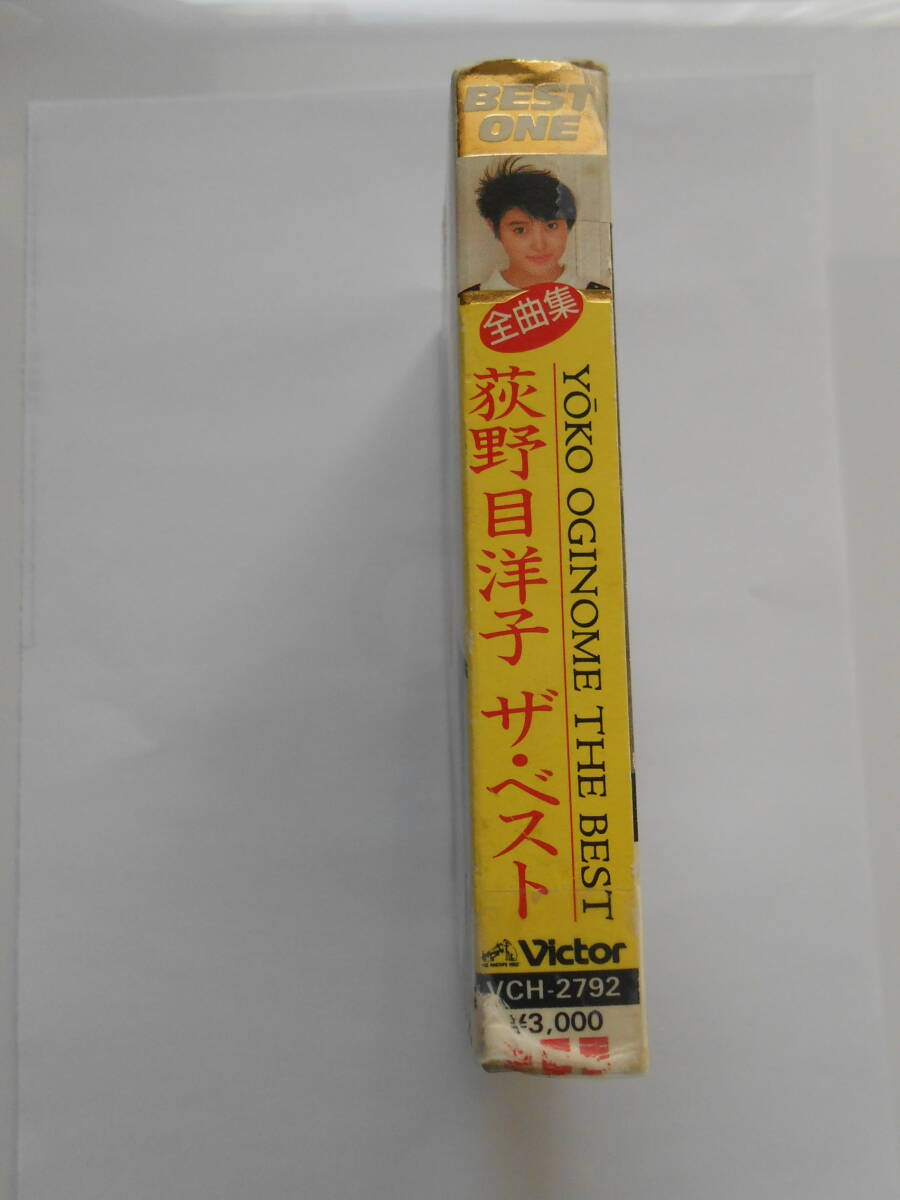 BEST
ONE
全曲集
荻野目洋子 ザ・ベスト
YŌKO OGINOME THE BEST
Victor
VCH-2792
¥3,000